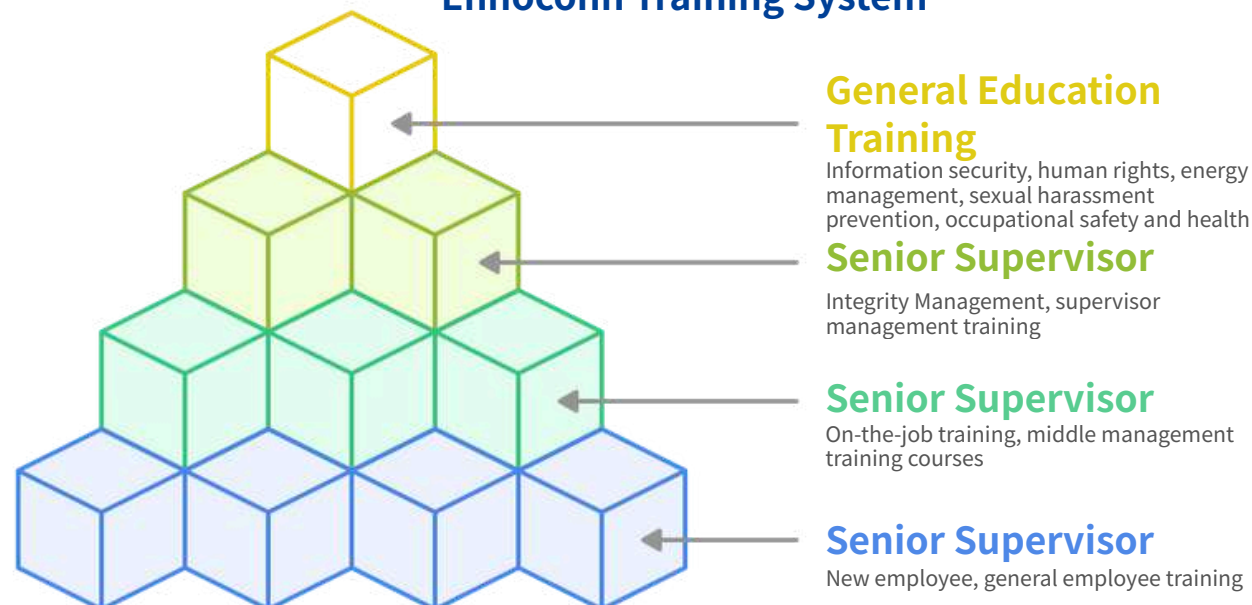 Ennoconn Training System
General Education
Training
Information security, human rights, energy
management, sexual harassment
prevention, occupational safety and health
Senior Supervisor
Integrity Management, supervisor
management training
Senior Supervisor
On-the-job training, middle management
training courses
Senior Supervisor
New employee, general employee training